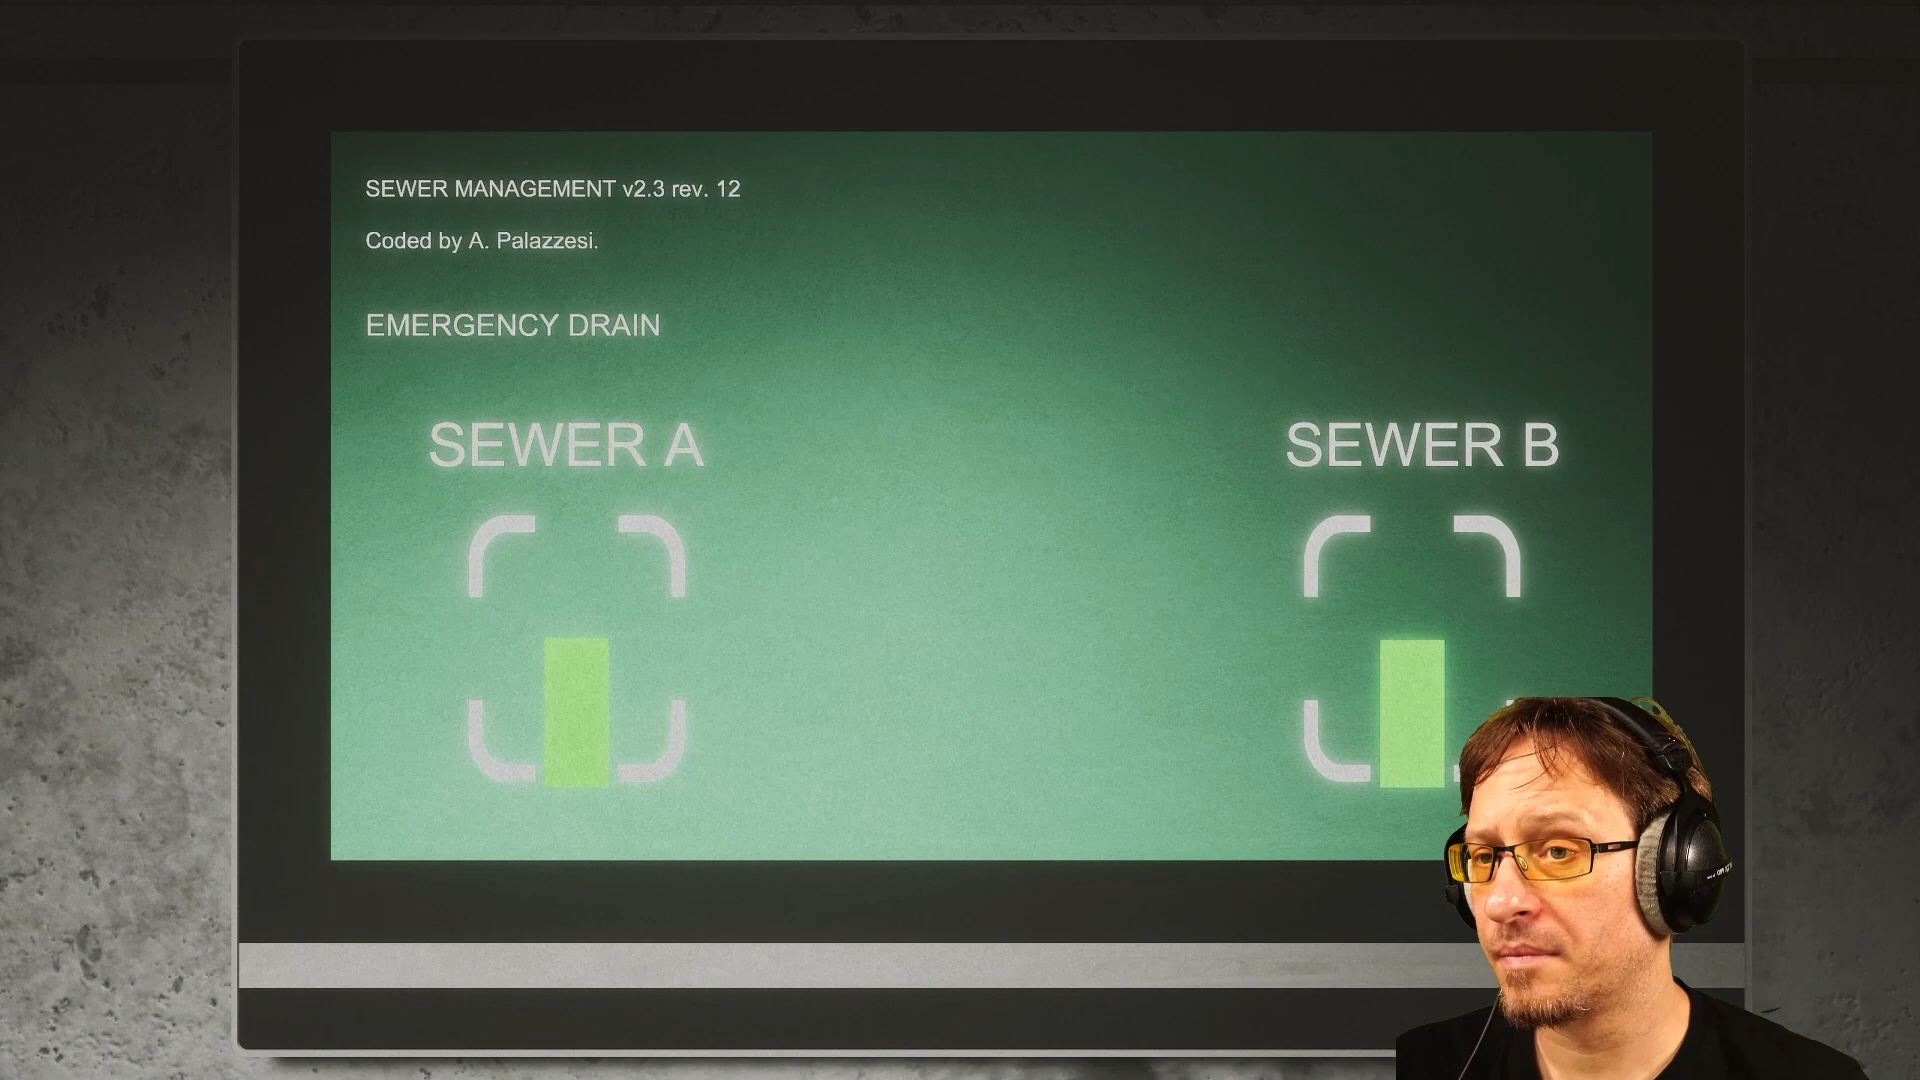 SEWER MANAGEMENT v2.3 rev. 12
Coded by A. Palazzesi.
EMERGENCY DRAIN
SEWER A
SEWER B